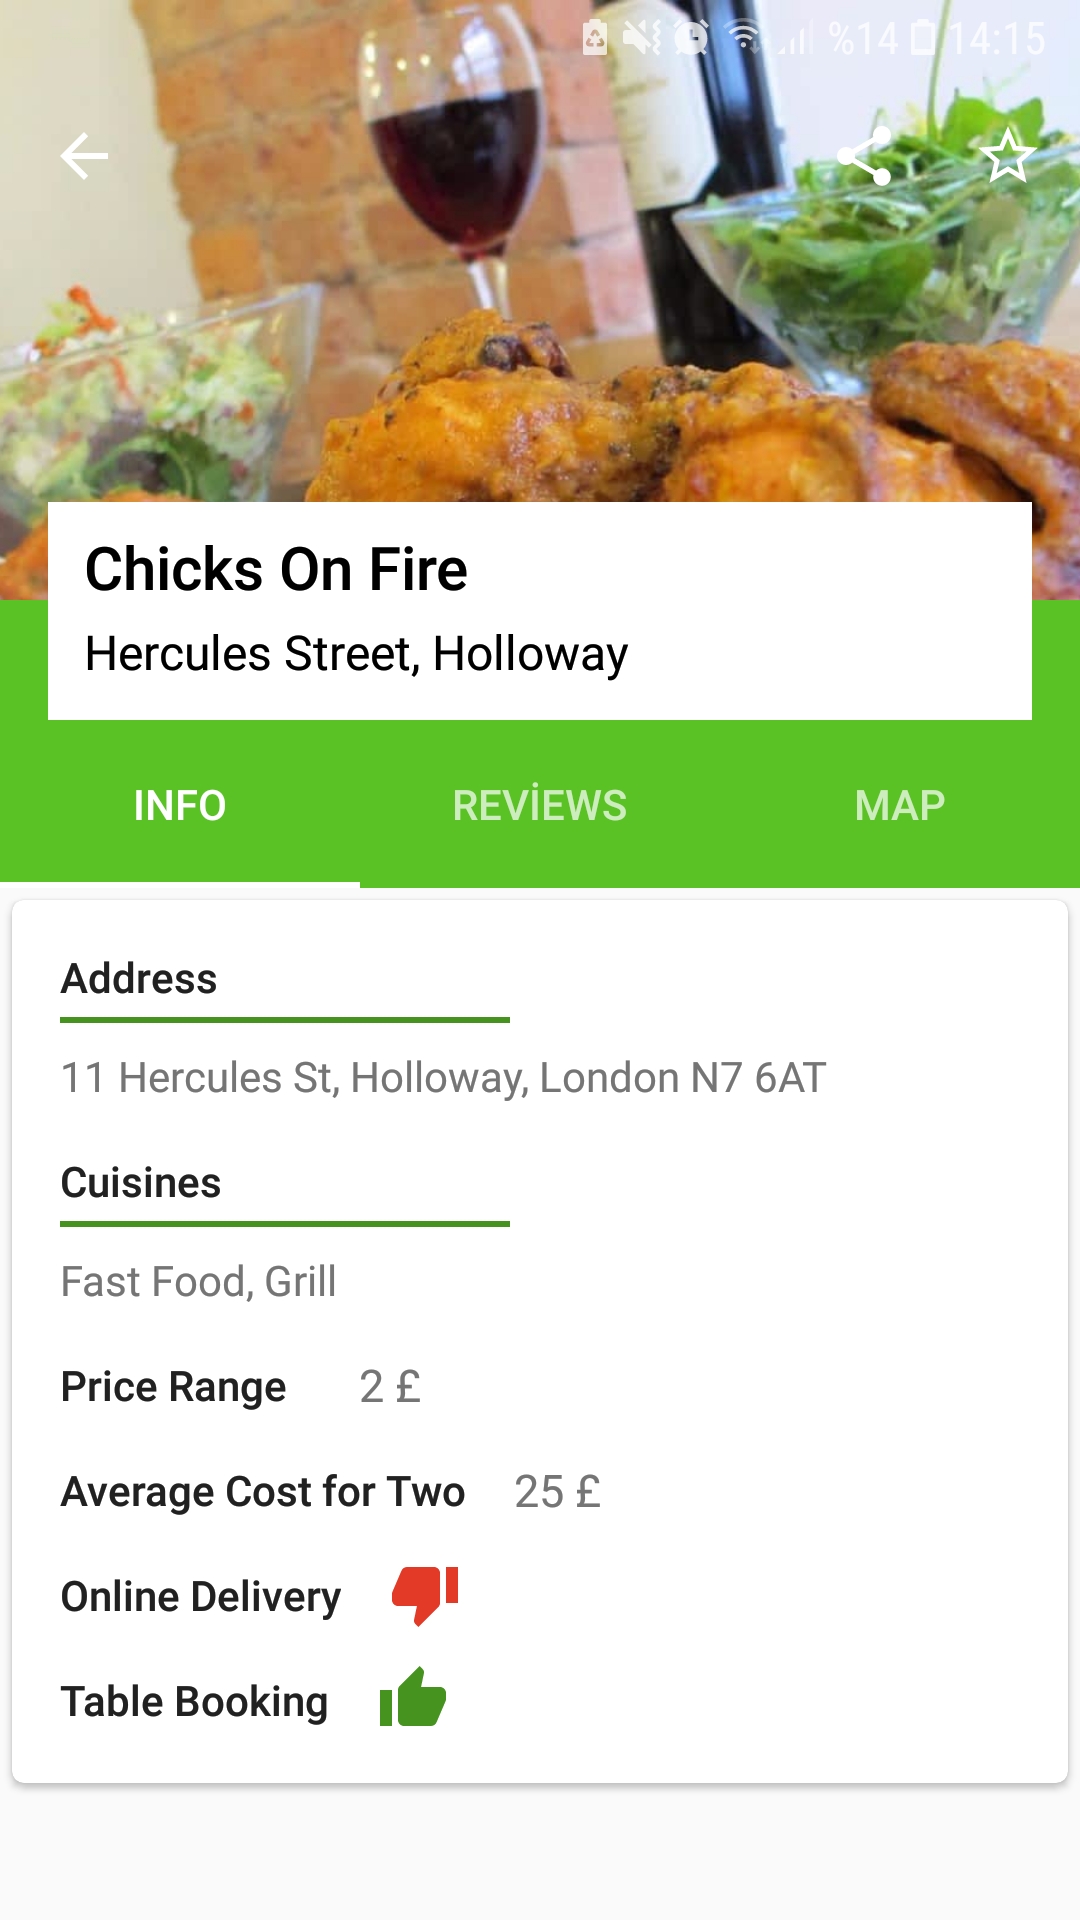 %14 14:15
Chicks On Fire
Hercules Street, Holloway
INFO REVİEWS MAP
Address
11 Hercules St, Holloway, London N7 6AT
Cuisines
Fast Food, Grill
Price Range 2 £
Average Cost for Two 25 £
Online Delivery
Table Booking